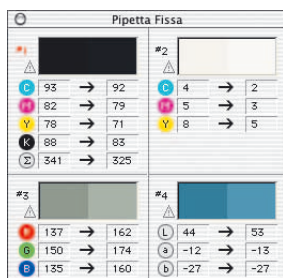 Pipetta Fissa
#1
C 93 → 92
M 82 → 79
Y 78 → 71
K 88 → 83
Σ 341 → 325
#2
C 4 → 2
M 5 → 3
Y 8 → 5
#3
R 137 → 162
G 150 → 174
B 135 → 160
#4
L 44 → 53
a -12 → -13
b -27 → -27